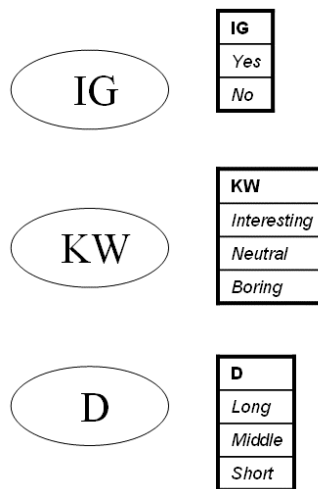 IG
IG
Yes
No
KW
KW
Interesting
Neutral
Boring
D
D
Long
Middle
Short